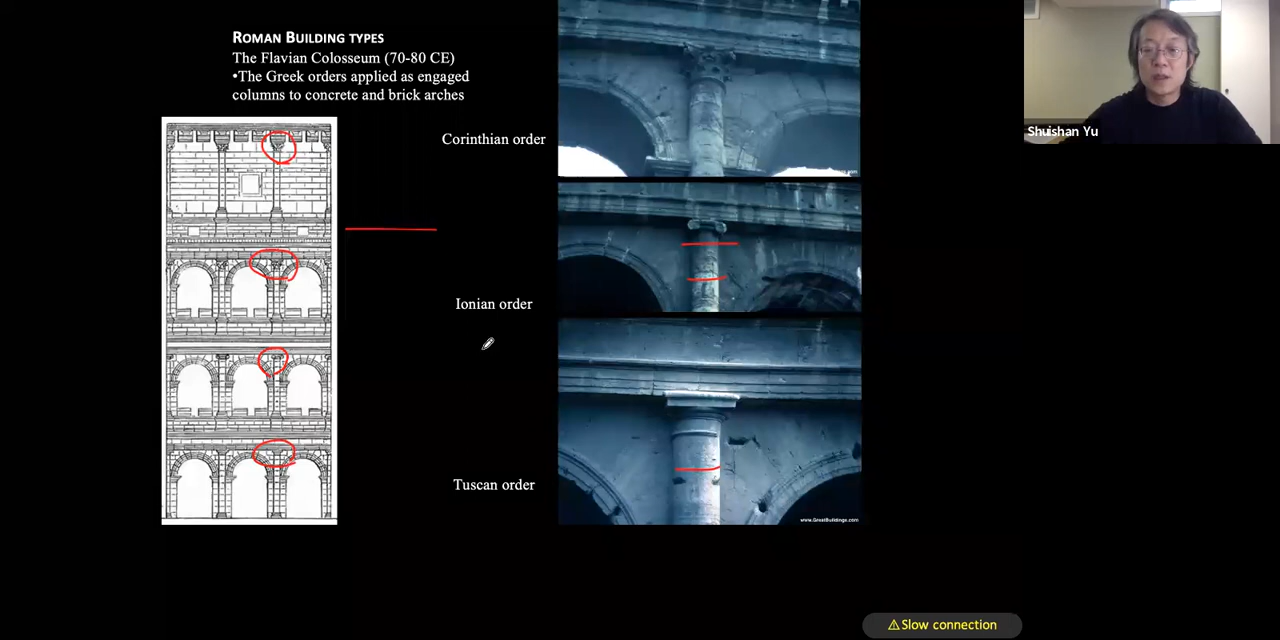 ROMAN BUILDING TYPES
The Flavian Colosseum (70-80 CE)
•The Greek orders applied as engaged
columns to concrete and brick arches
Corinthian order
Ionian order
Tuscan order
www.GreatBuildings.com
Shuishan Yu
⚠Slow connection